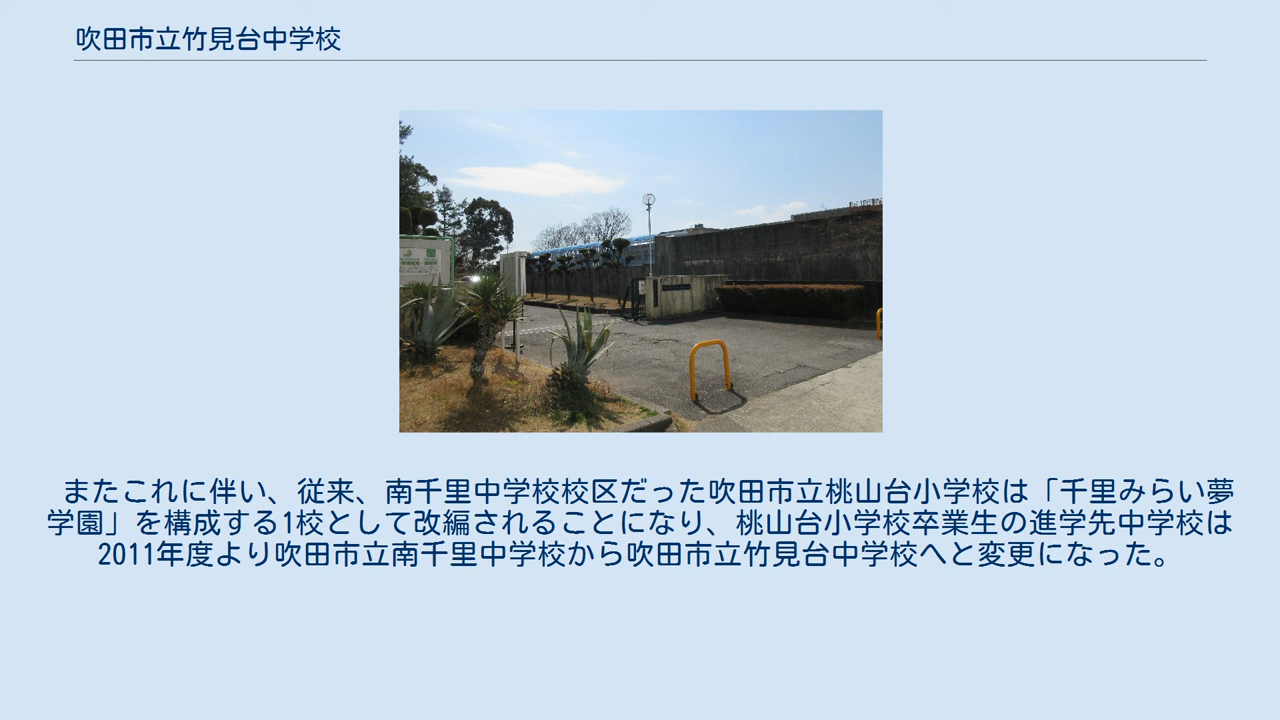 吹田市立竹見台中学校
またこれに伴い、従来、南千里中学校校区だった吹田市立桃山台小学校は「千里みらい夢
学園」を構成する1校として改編されることになり、桃山台小学校卒業生の進学先中学校は
2011年度より吹田市立南千里中学校から吹田市立竹見台中学校へと変更になった。